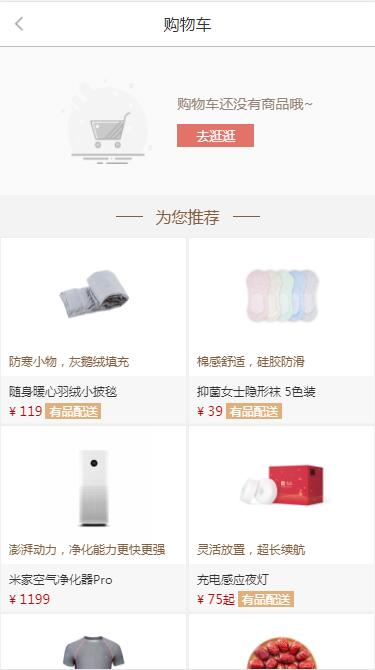 购物车
购物车还没有商品哦~
去逛逛
为您推荐
防寒小物，灰鹅绒填充
棉感舒适，硅胶防滑
随身暖心羽绒小披毯
抑菌女士隐形袜 5色装
¥ 119 有品配送
¥ 39 有品配送
澎湃动力，净化能力更快更强
灵活放置，超长续航
米家空气净化器Pro
充电感应夜灯
¥ 1199
¥ 75起 有品配送